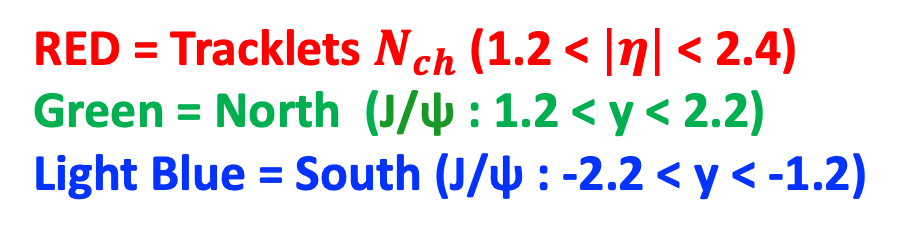 RED = Tracklets N_ch (1.2 < |η| < 2.4)
Green = North (J/ψ : 1.2 < y < 2.2)
Light Blue = South (J/ψ : -2.2 < y < -1.2)